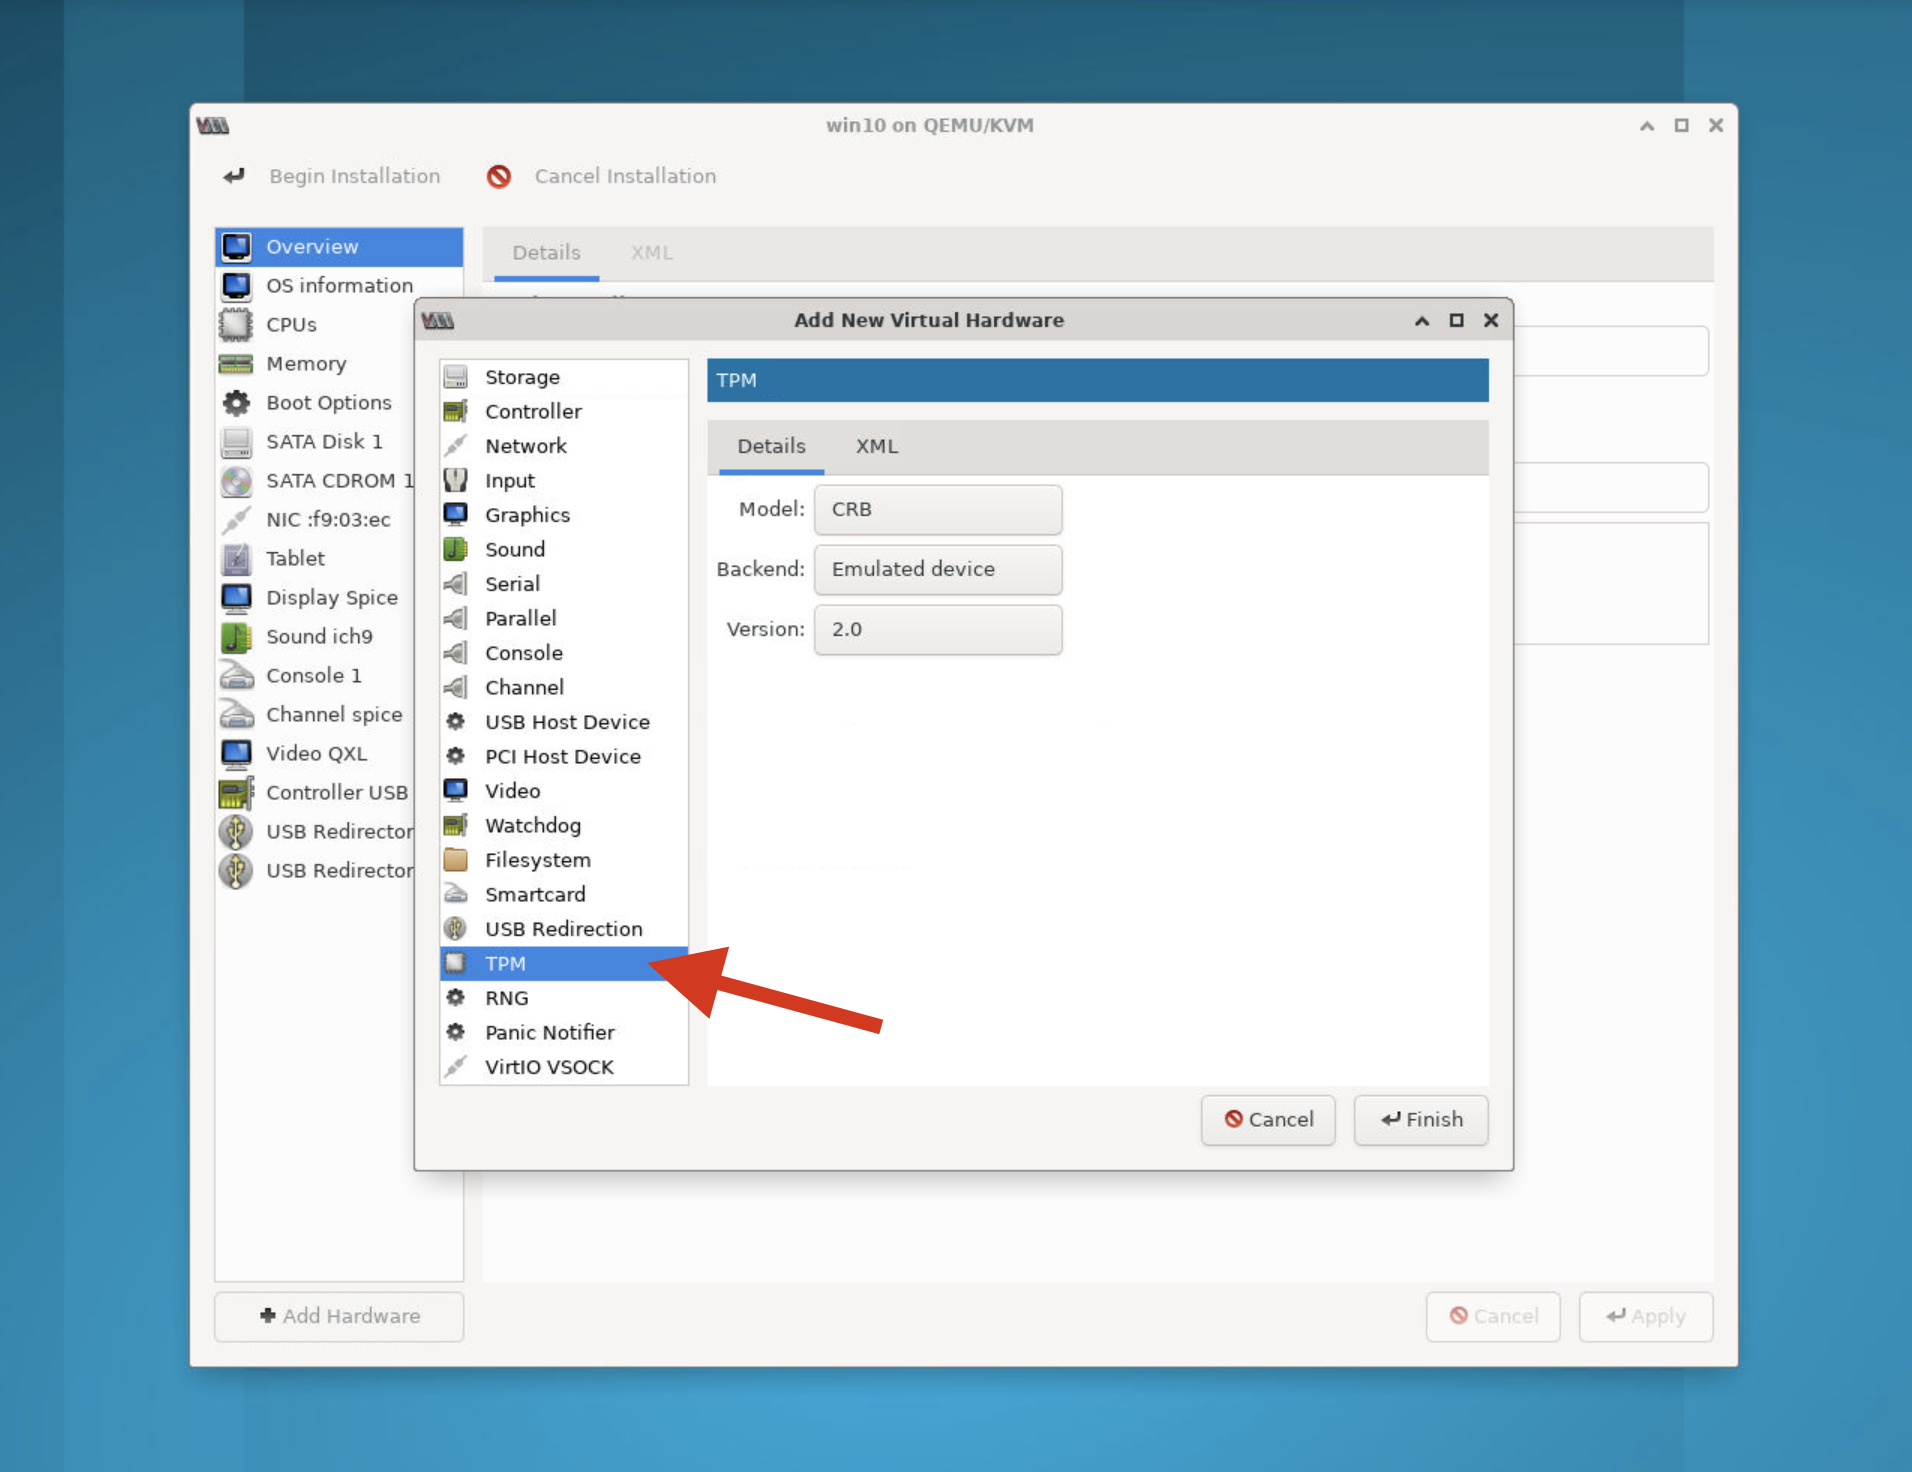 win10 on QEMU/KVM
Begin Installation
Cancel Installation
Overview
OS information
CPUs
Memory
Boot Options
SATA Disk 1
SATA CDROM 1
NIC :f9:03:ec
Tablet
Display Spice
Sound ich9
Console 1
Channel spice
Video QXL
Controller USB
USB Redirector
USB Redirector
Add Hardware
Details
XML
Add New Virtual Hardware
Storage
Controller
Network
Input
Graphics
Sound
Serial
Parallel
Console
Channel
USB Host Device
PCI Host Device
Video
Watchdog
Filesystem
Smartcard
USB Redirection
TPM
RNG
Panic Notifier
VirtIO VSOCK
TPM
Details
XML
Model: CRB
Backend: Emulated device
Version: 2.0
Cancel
Finish
Cancel
Apply